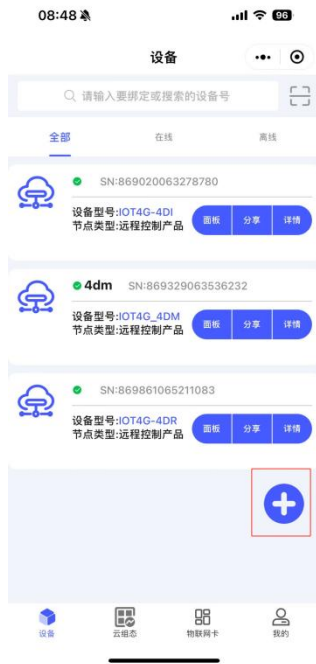 08:48
96
设备
请输入要绑定或搜索的设备号
全部 在线 离线
SN:869020063278780
设备型号:IOT4G-4DI
节点类型:远程控制产品
面板 分享 详情
4dm SN:869329063536232
设备型号:IOT4G_4DM
节点类型:远程控制产品
面板 分享 详情
SN:869861065211083
设备型号:IOT4G-4DR
节点类型:远程控制产品
面板 分享 详情
设备 云组态 物联网卡 我的